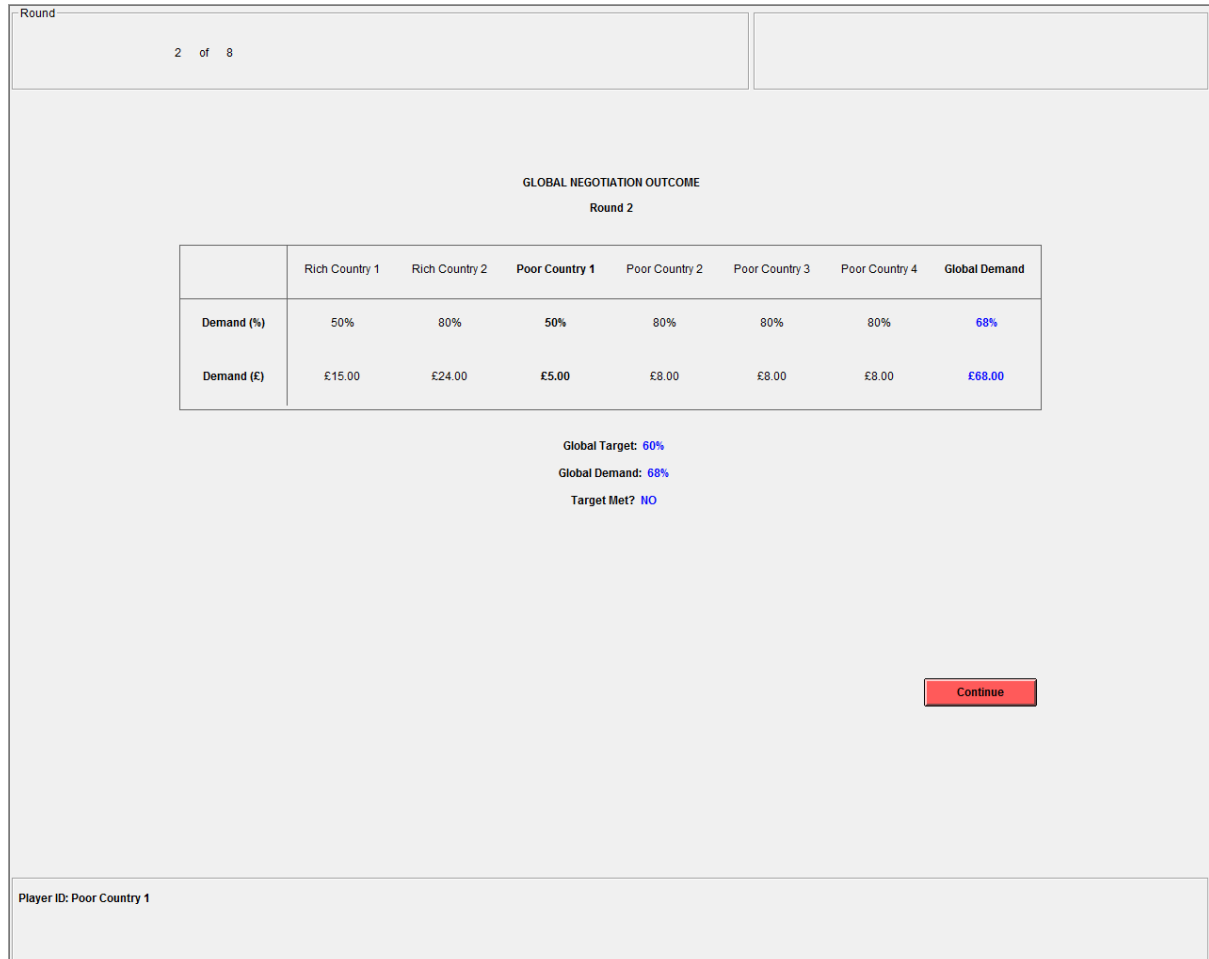 Round
2 of 8
GLOBAL NEGOTIATION OUTCOME
Round 2
Rich Country 1 Rich Country 2 Poor Country 1 Poor Country 2 Poor Country 3 Poor Country 4 Global Demand
Demand (%) 50% 80% 50% 80% 80% 80% 68%
Demand (£) £15.00 £24.00 £5.00 £8.00 £8.00 £8.00 £68.00
Global Target: 60%
Global Demand: 68%
Target Met? NO
Continue
Player ID: Poor Country 1